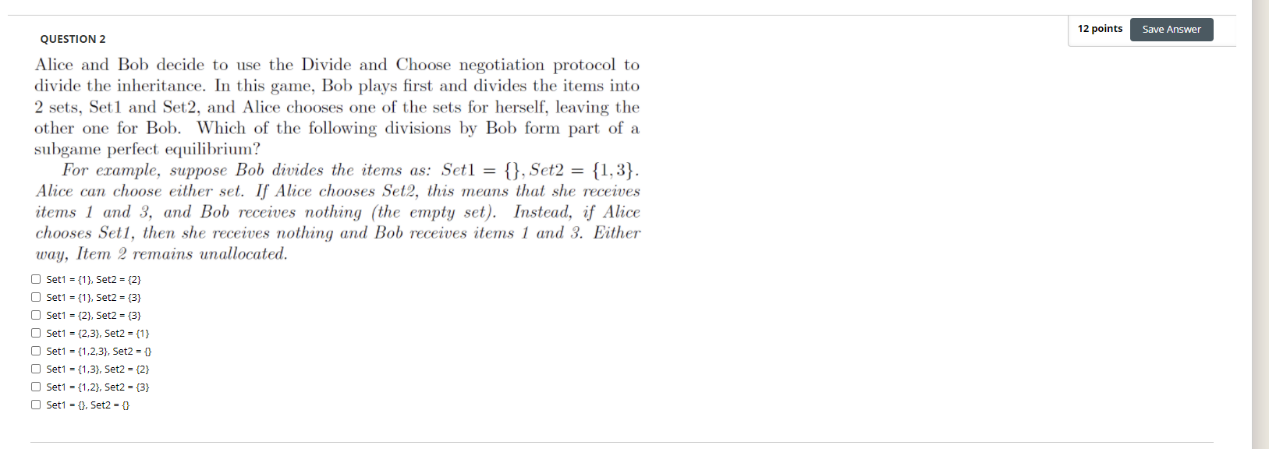 12 points
Save Answer
QUESTION 2
Alice and Bob decide to use the Divide and Choose negotiation protocol to
divide the inheritance. In this game, Bob plays first and divides the items into
2 sets, Set1 and Set2, and Alice chooses one of the sets for herself, leaving the
other one for Bob. Which of the following divisions by Bob form part of a
subgame perfect equilibrium?
For example, suppose Bob divides the items as: Set1 = {}, Set2 = {1,3}.
Alice can choose either set. If Alice chooses Set2, this means that she receives
items 1 and 3, and Bob receives nothing (the empty set). Instead, if Alice
chooses Set1, then she receives nothing and Bob receives items 1 and 3. Either
way, Item 2 remains unallocated.
Set1 = {1}, Set2 = {2}
Set1 = {1}, Set2 = {3}
Set1 = {2}, Set2 = {3}
Set1 = {2,3}, Set2 = {1}
Set1 = {1,2,3}, Set2 = {}
Set1 = {1,3}, Set2 = {2}
Set1 = {1,2}, Set2 = {3}
Set1 = {}, Set2 = {}